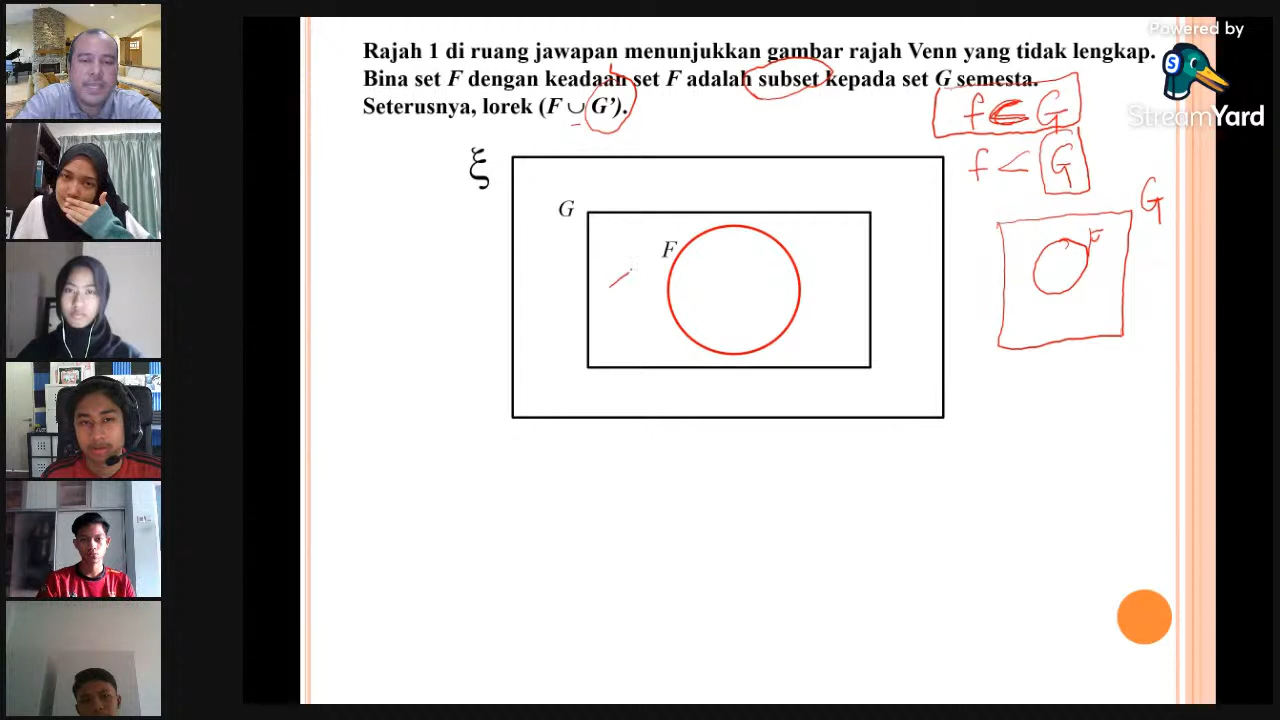 Powered by
StreamYard
Rajah 1 di ruang jawapan menunjukkan gambar rajah Venn yang tidak lengkap.
Bina set F dengan keadaan set F adalah subset kepada set G semesta.
Seterusnya, lorek (F ∪ G’).
f ⊂ G
f < G
ξ
G
F
G
F